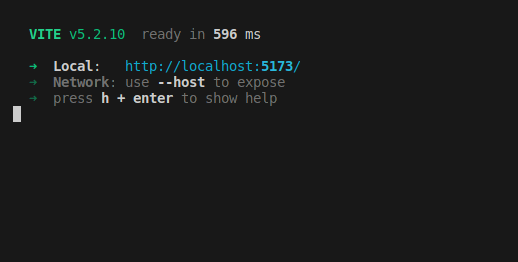 VITE v5.2.10  ready in 596 ms
➜  Local:   http://localhost:5173/
➜  Network: use --host to expose
➜  press h + enter to show help